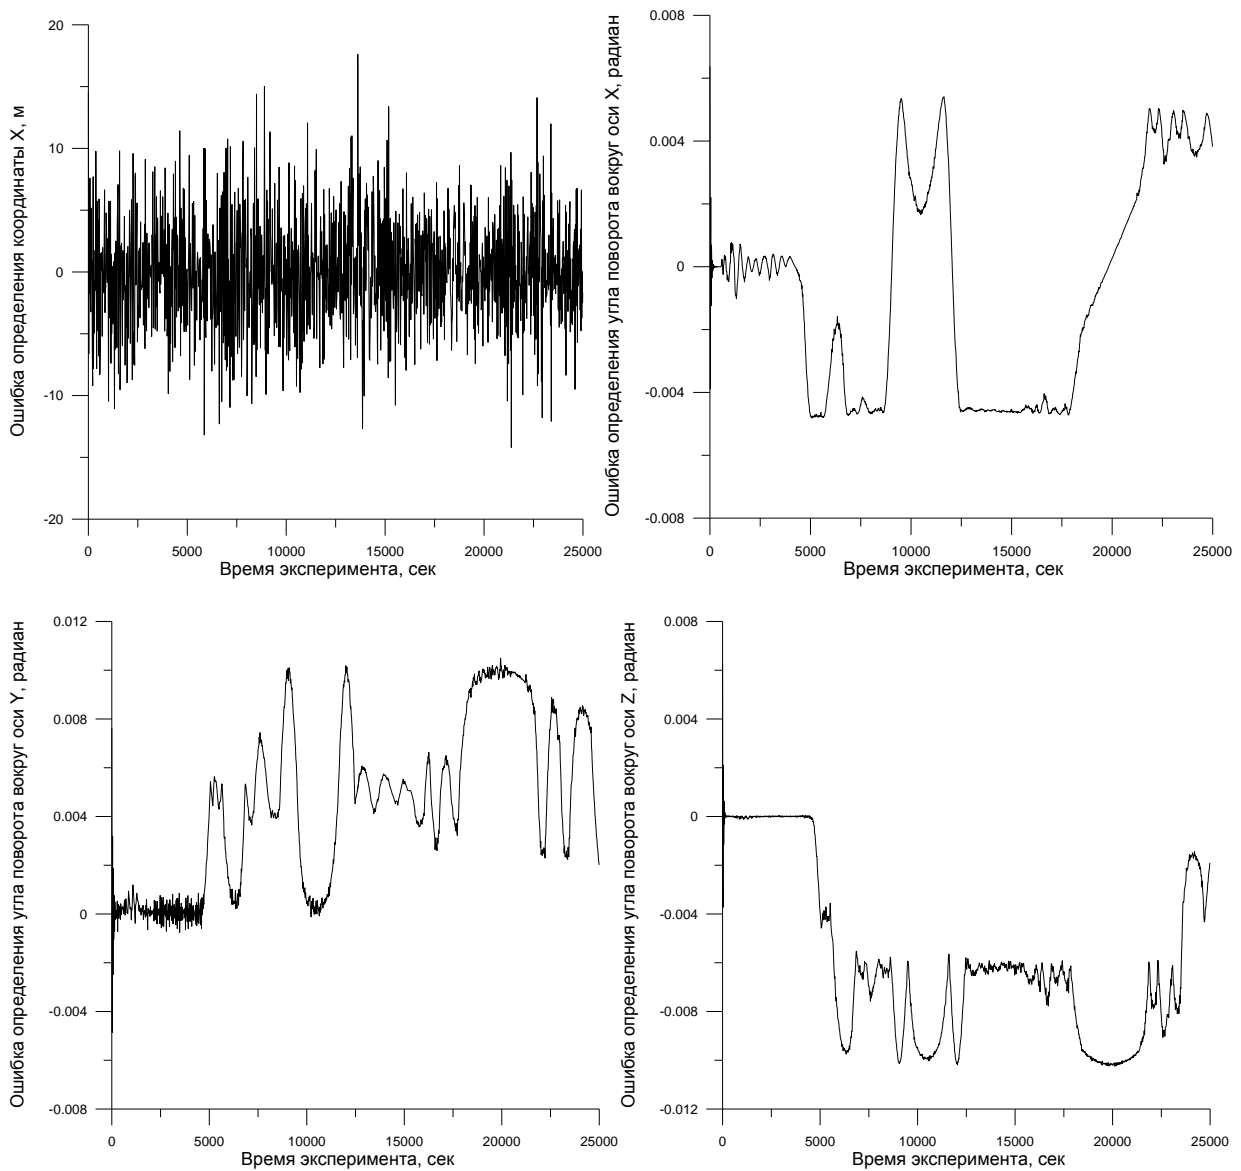 Ошибка определения координаты X, м
20
10
0
-10
-20
0 5000 10000 15000 20000 25000
Время эксперимента, сек
Ошибка определения угла поворота вокруг оси X, радиан
0.008
0.004
0
-0.004
-0.008
0 5000 10000 15000 20000 25000
Время эксперимента, сек
Ошибка определения угла поворота вокруг оси Y, радиан
0.012
0.008
0.004
0
-0.004
-0.008
0 5000 10000 15000 20000 25000
Время эксперимента, сек
Ошибка определения угла поворота вокруг оси Z, радиан
0.008
0.004
0
-0.004
-0.008
-0.012
0 5000 10000 15000 20000 25000
Время эксперимента, сек